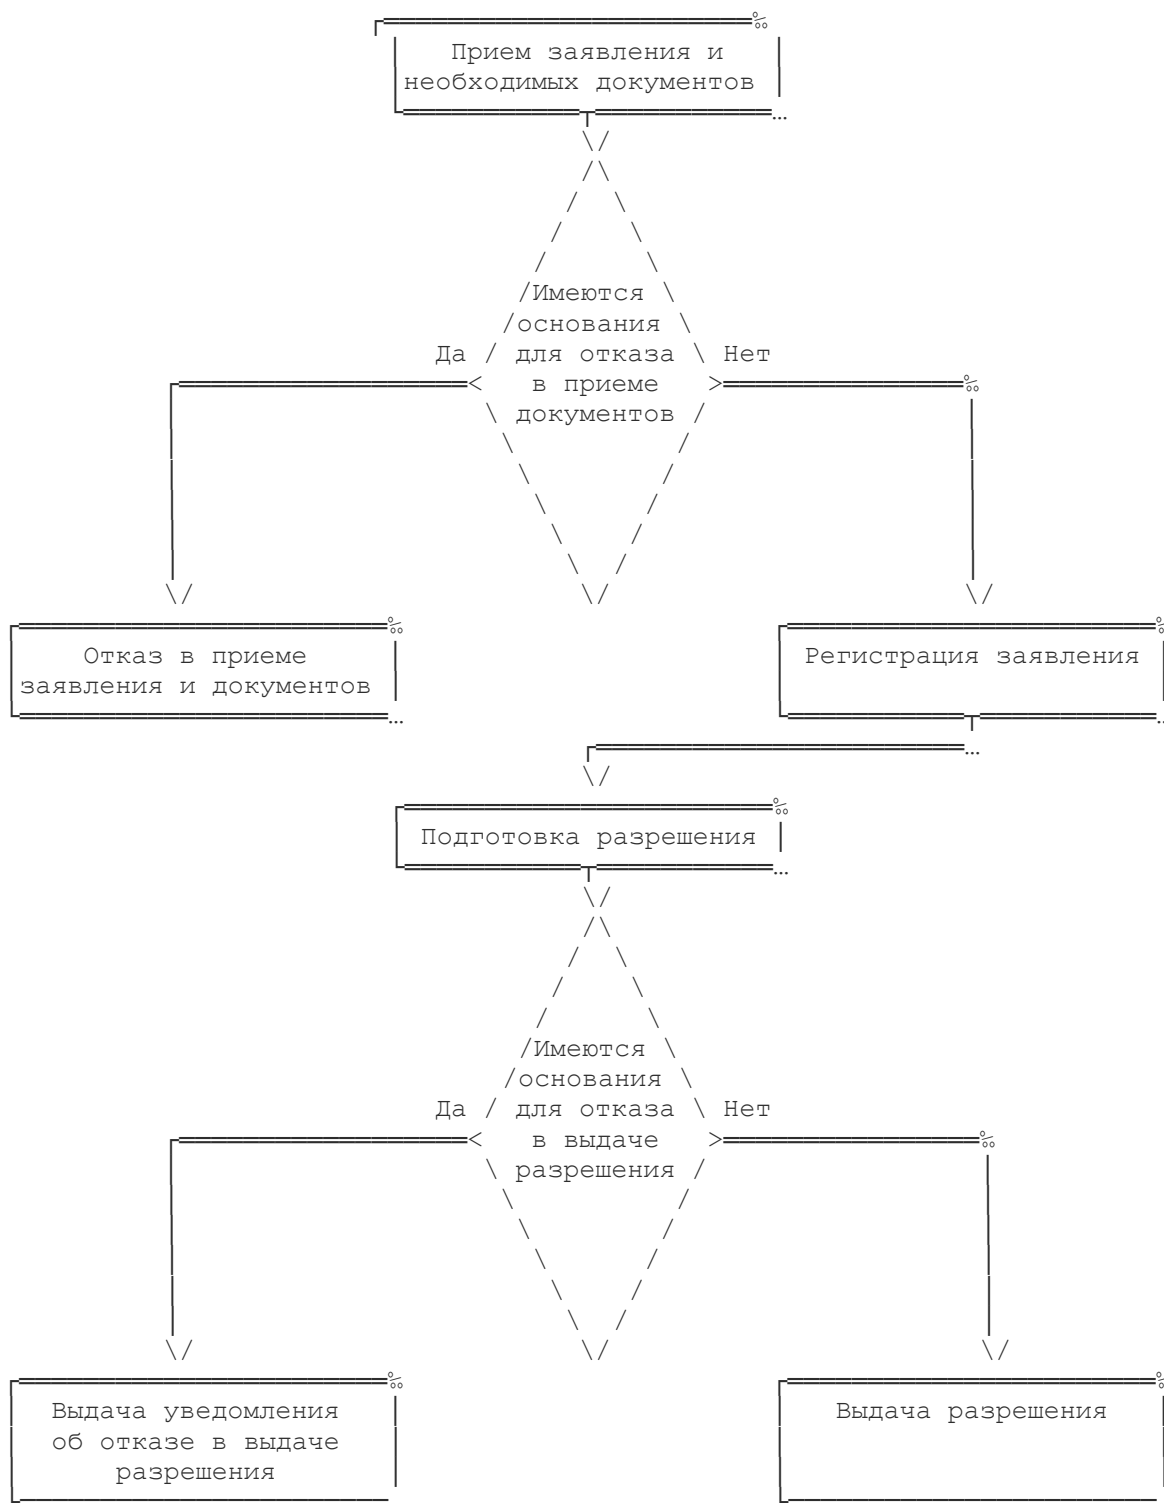 Прием заявления и
необходимых документов
Имеются
основания
Да для отказа Нет
в приеме
документов
Отказ в приеме
заявления и документов
Регистрация заявления
Подготовка разрешения
Имеются
основания
Да для отказа Нет
в выдаче
разрешения
Выдача уведомления
об отказе в выдаче
разрешения
Выдача разрешения